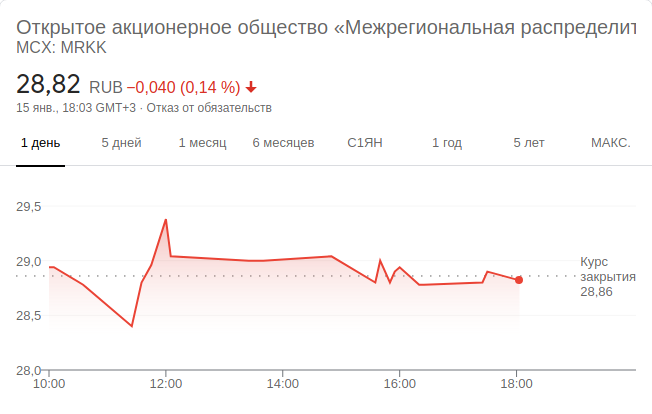 Открытое акционерное общество «Межрегиональная распределит
MCX: MRKK
28,82 RUB −0,040 (0,14 %)
15 янв., 18:03 GMT+3 · Отказ от обязательств
1 день 5 дней 1 месяц 6 месяцев С1ЯН 1 год 5 лет МАКС.
29,5
29,0
28,5
28,0
Курс
закрытия
28,86
10:00 12:00 14:00 16:00 18:00